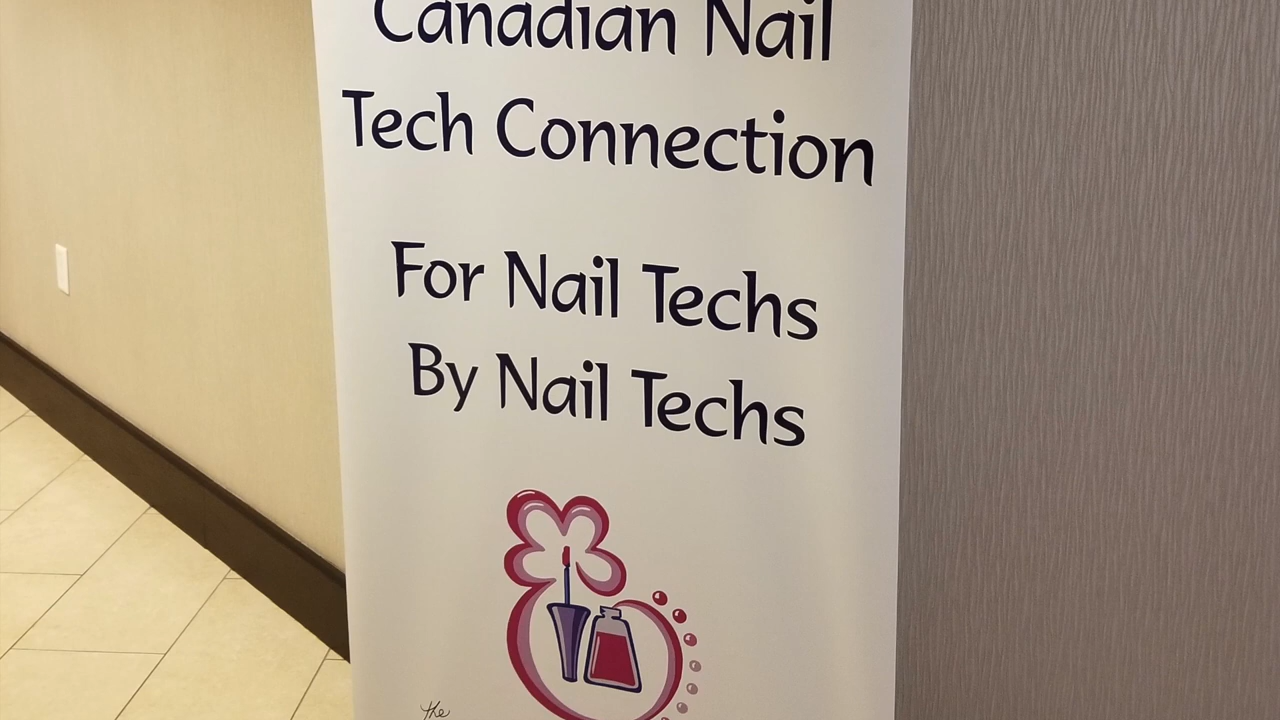 Canadian Nail
Tech Connection
For Nail Techs
By Nail Techs
the